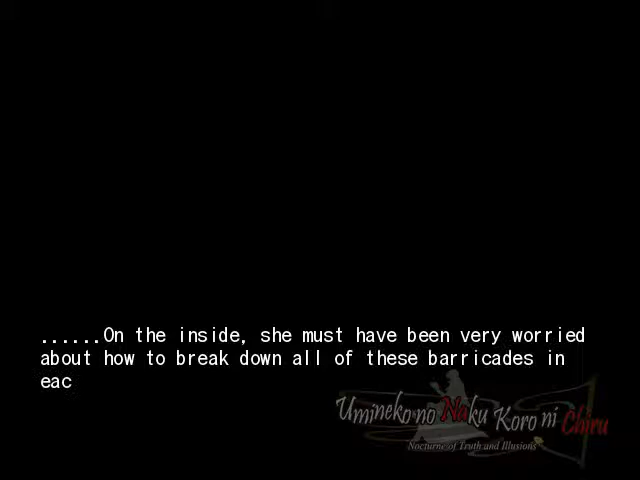 ......On the inside, she must have been very worried
about how to break down all of these barricades in
eac
Umineko no Naku Koro ni Chiru
Nocturne of Truth and Illusions